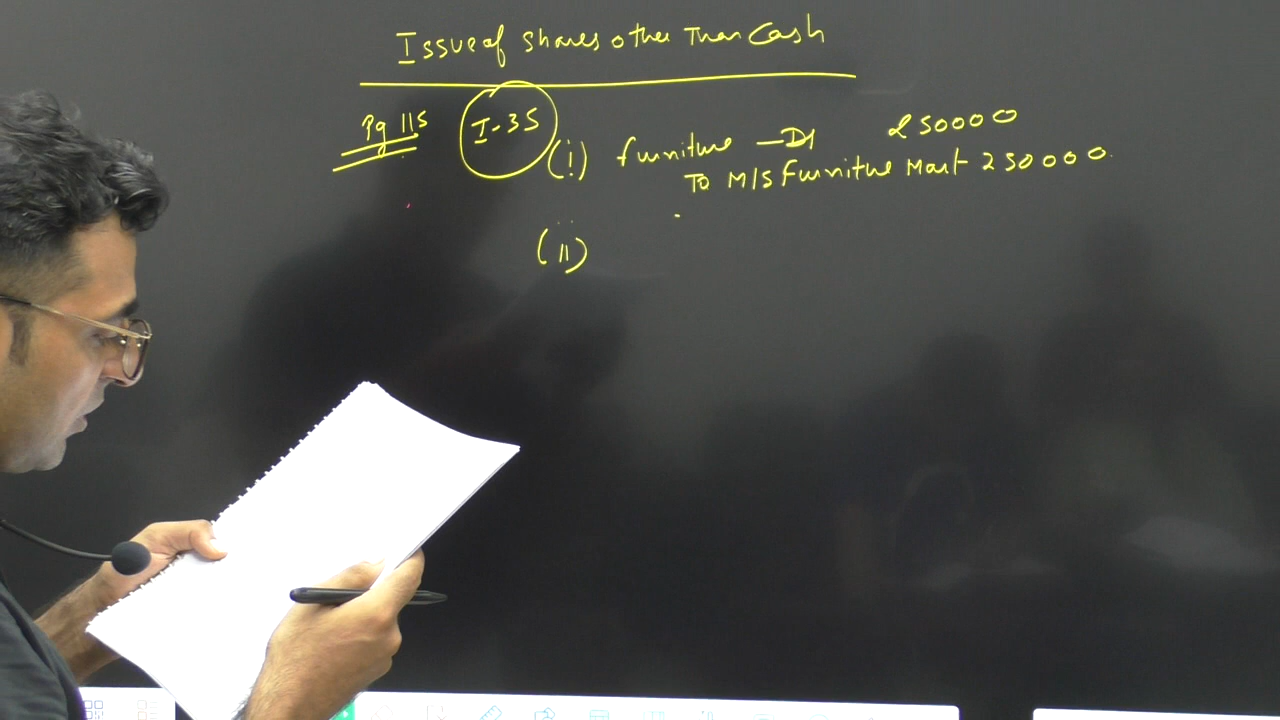 Issue of shares other Than Cash
Pg 115
I-35
(i) furniture - Dr 250000
To M/S Furniture Mart 250000.
(ii)